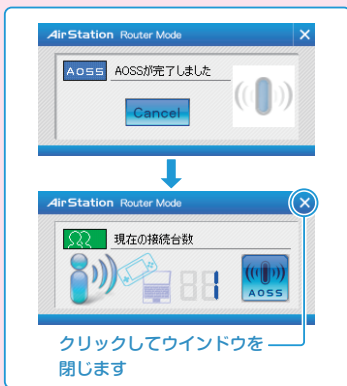 AirStation Router Mode
AOSS AOSSが完了しました
Cancel
AirStation Router Mode
現在の接続台数
1
AOSS
クリックしてウインドウを
閉じます